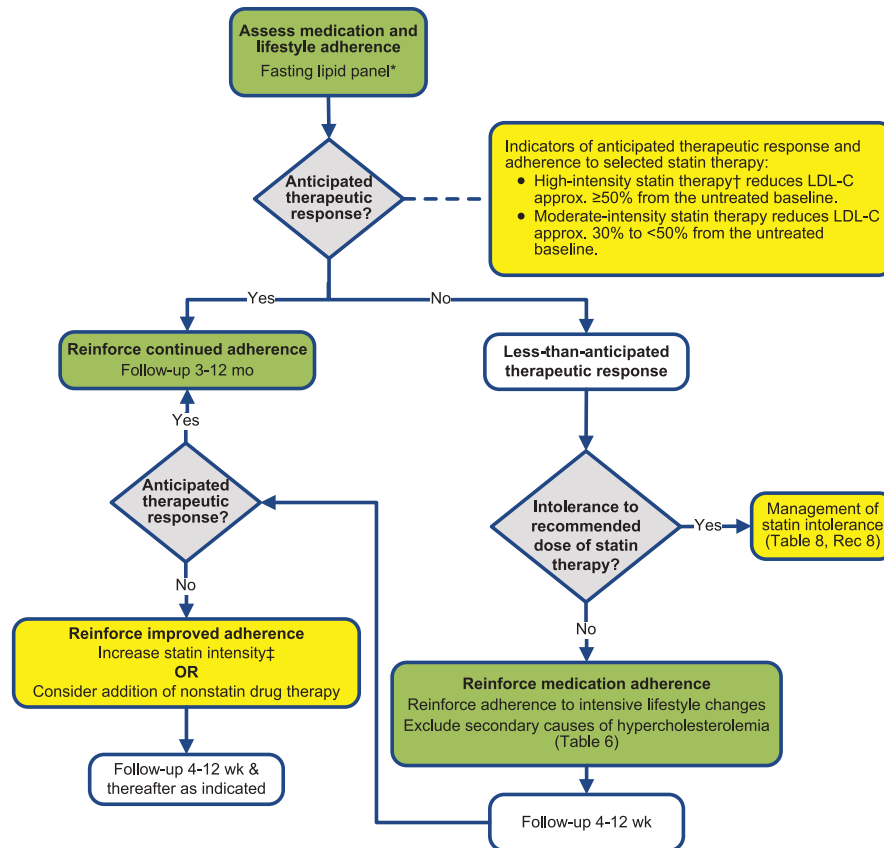 Assess medication and
lifestyle adherence
Fasting lipid panel*
Anticipated
therapeutic
response?
Indicators of anticipated therapeutic response and
adherence to selected statin therapy:
• High-intensity statin therapy† reduces LDL-C
approx. ≥50% from the untreated baseline.
• Moderate-intensity statin therapy reduces LDL-C
approx. 30% to <50% from the untreated
baseline.
Yes
No
Reinforce continued adherence
Follow-up 3-12 mo
Less-than-anticipated
therapeutic response
Yes
Anticipated
therapeutic
response?
Intolerance to
recommended
dose of statin
therapy?
Yes
Management of
statin intolerance
(Table 8, Rec 8)
No
No
Reinforce improved adherence
Increase statin intensity‡
OR
Consider addition of nonstatin drug therapy
Reinforce medication adherence
Reinforce adherence to intensive lifestyle changes
Exclude secondary causes of hypercholesterolemia
(Table 6)
Follow-up 4-12 wk &
thereafter as indicated
Follow-up 4-12 wk